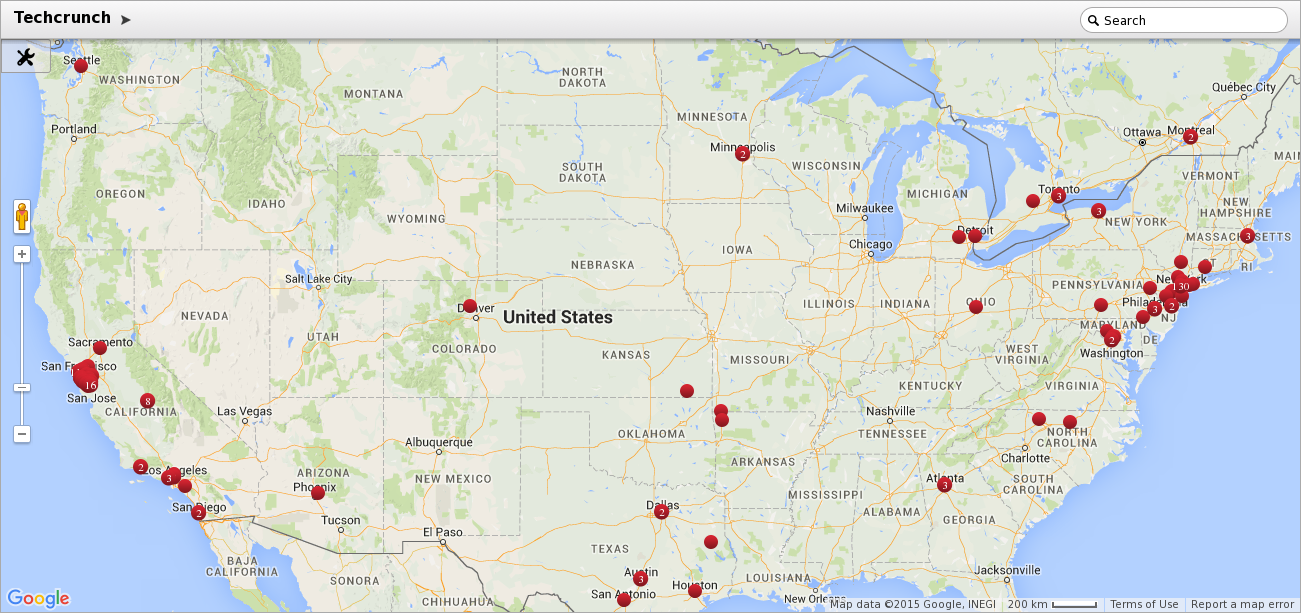 Techcrunch ►
Search
Seattle
WASHINGTON
MONTANA
NORTH
DAKOTA
MINNESOTA
Québec City
Portland
Ottawa
Montreal
MAIN
Minneapolis
2
WISCONSIN
SOUTH
DAKOTA
VERMONT
OREGON
IDAHO
MICHIGAN
Toronto
3
NEW
HAMPSHIRE
WYOMING
Milwaukee
3
NEW YORK
Detroit
MASSACHUSETTS
3
Chicago
IOWA
NEBRASKA
RI
Salt Lake City
New York
PENNSYLVANIA
130
Denver
ILLINOIS
INDIANA
OHIO
Philadelphia
3
2
NJ
NEVADA
United States
MARYLAND
UTAH
COLORADO
DE
2
Sacramento
KANSAS
MISSOURI
WEST
VIRGINIA
Washington
San Francisco
16
San Jose
KENTUCKY
VIRGINIA
8
CALIFORNIA
Las Vegas
Nashville
TENNESSEE
OKLAHOMA
NORTH
CAROLINA
Albuquerque
Charlotte
ARKANSAS
2
Los Angeles
3
ARIZONA
NEW MEXICO
Phoenix
Atlanta
3
SOUTH
CAROLINA
MISSISSIPPI
San Diego
2
Dallas
2
ALABAMA
GEORGIA
Tucson
El Paso
TEXAS
BAJA
CALIFORNIA
SONORA
Austin
3
LOUISIANA
Jacksonville
Houston
San Antonio
CHIHUAHUA
New Orleans
Google
Map data ©2015 Google, INEGI
200 km
Terms of Use
Report a map error